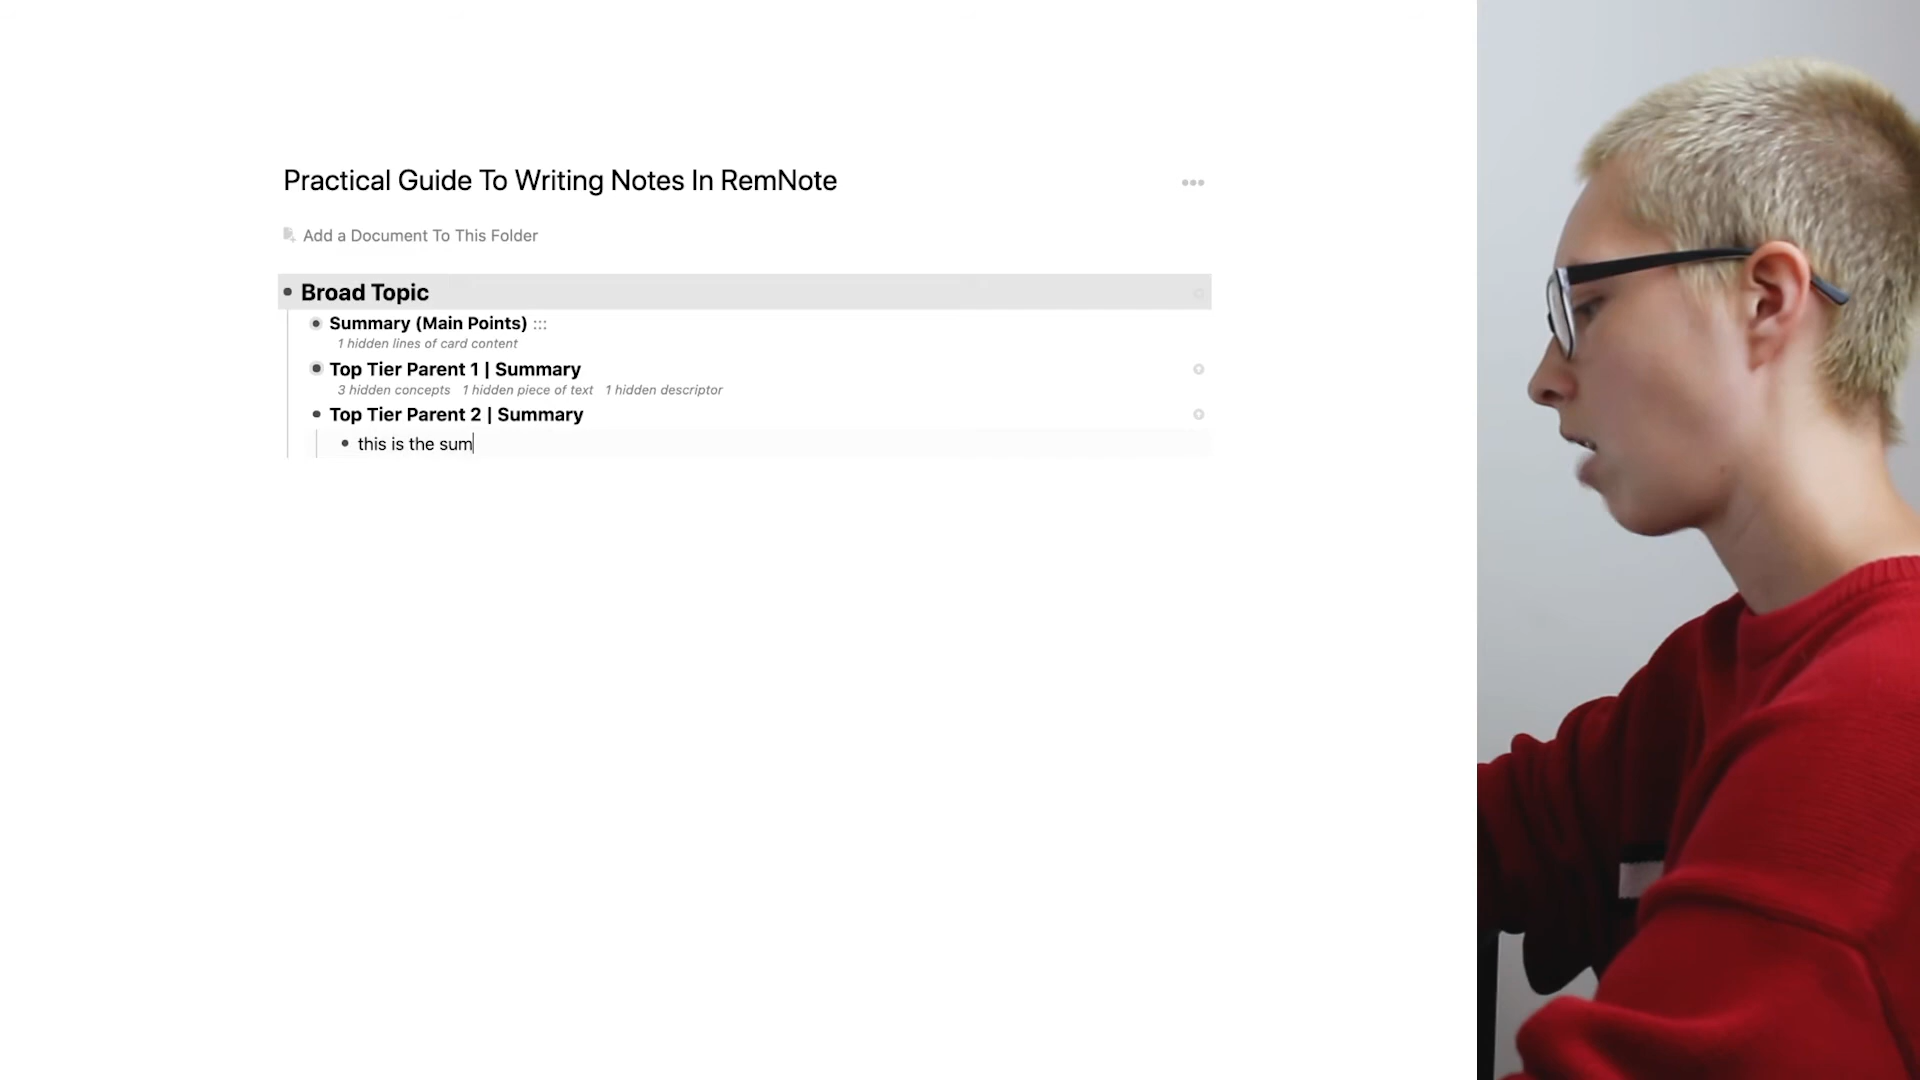 Practical Guide To Writing Notes In RemNote
Add a Document To This Folder
Broad Topic
Summary (Main Points) :::
1 hidden lines of card content
Top Tier Parent 1 | Summary
3 hidden concepts 1 hidden piece of text 1 hidden descriptor
Top Tier Parent 2 | Summary
this is the sum